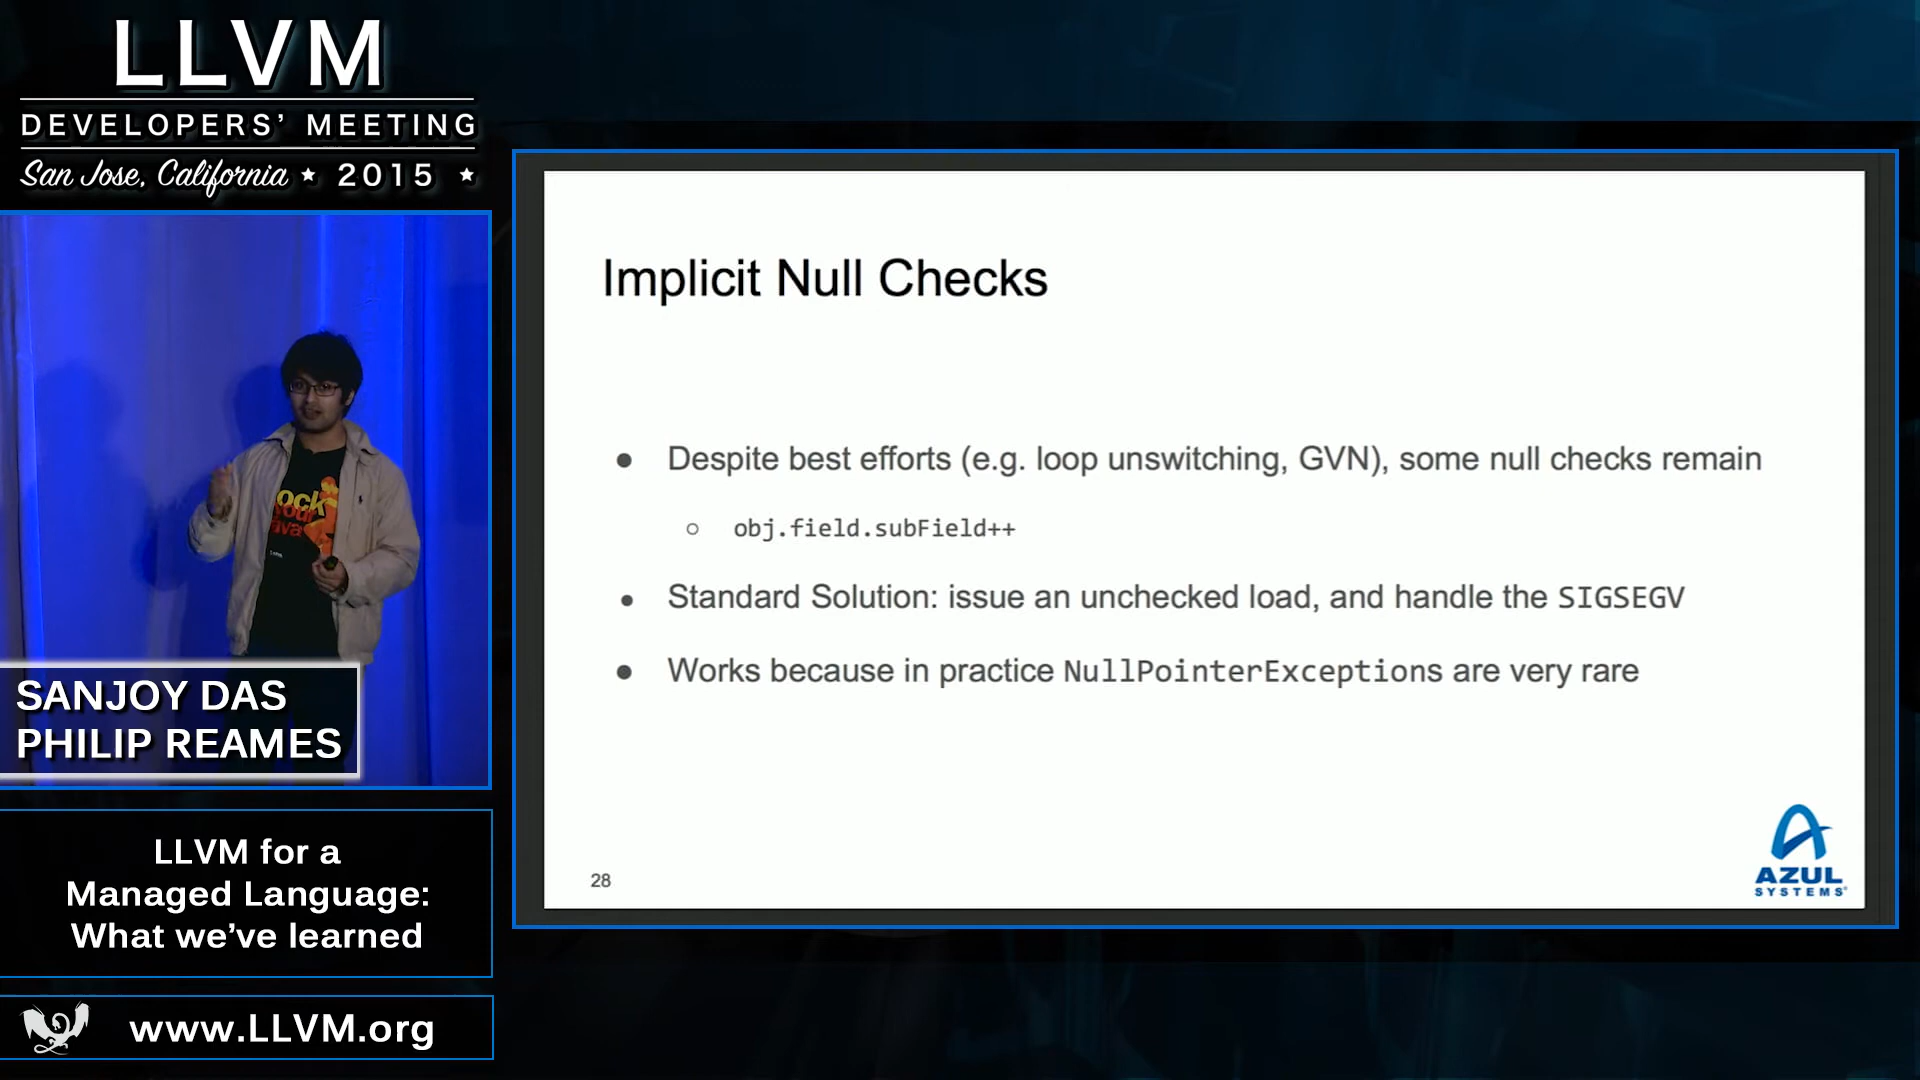 LLVM
DEVELOPERS’ MEETING
San Jose, California ★ 2015 ★
SANJOY DAS
PHILIP REAMES
LLVM for a
Managed Language:
What we’ve learned
www.LLVM.org
Implicit Null Checks
● Despite best efforts (e.g. loop unswitching, GVN), some null checks remain
○ obj.field.subField++
● Standard Solution: issue an unchecked load, and handle the SIGSEGV
● Works because in practice NullPointerExceptions are very rare
28
AZUL
SYSTEMS